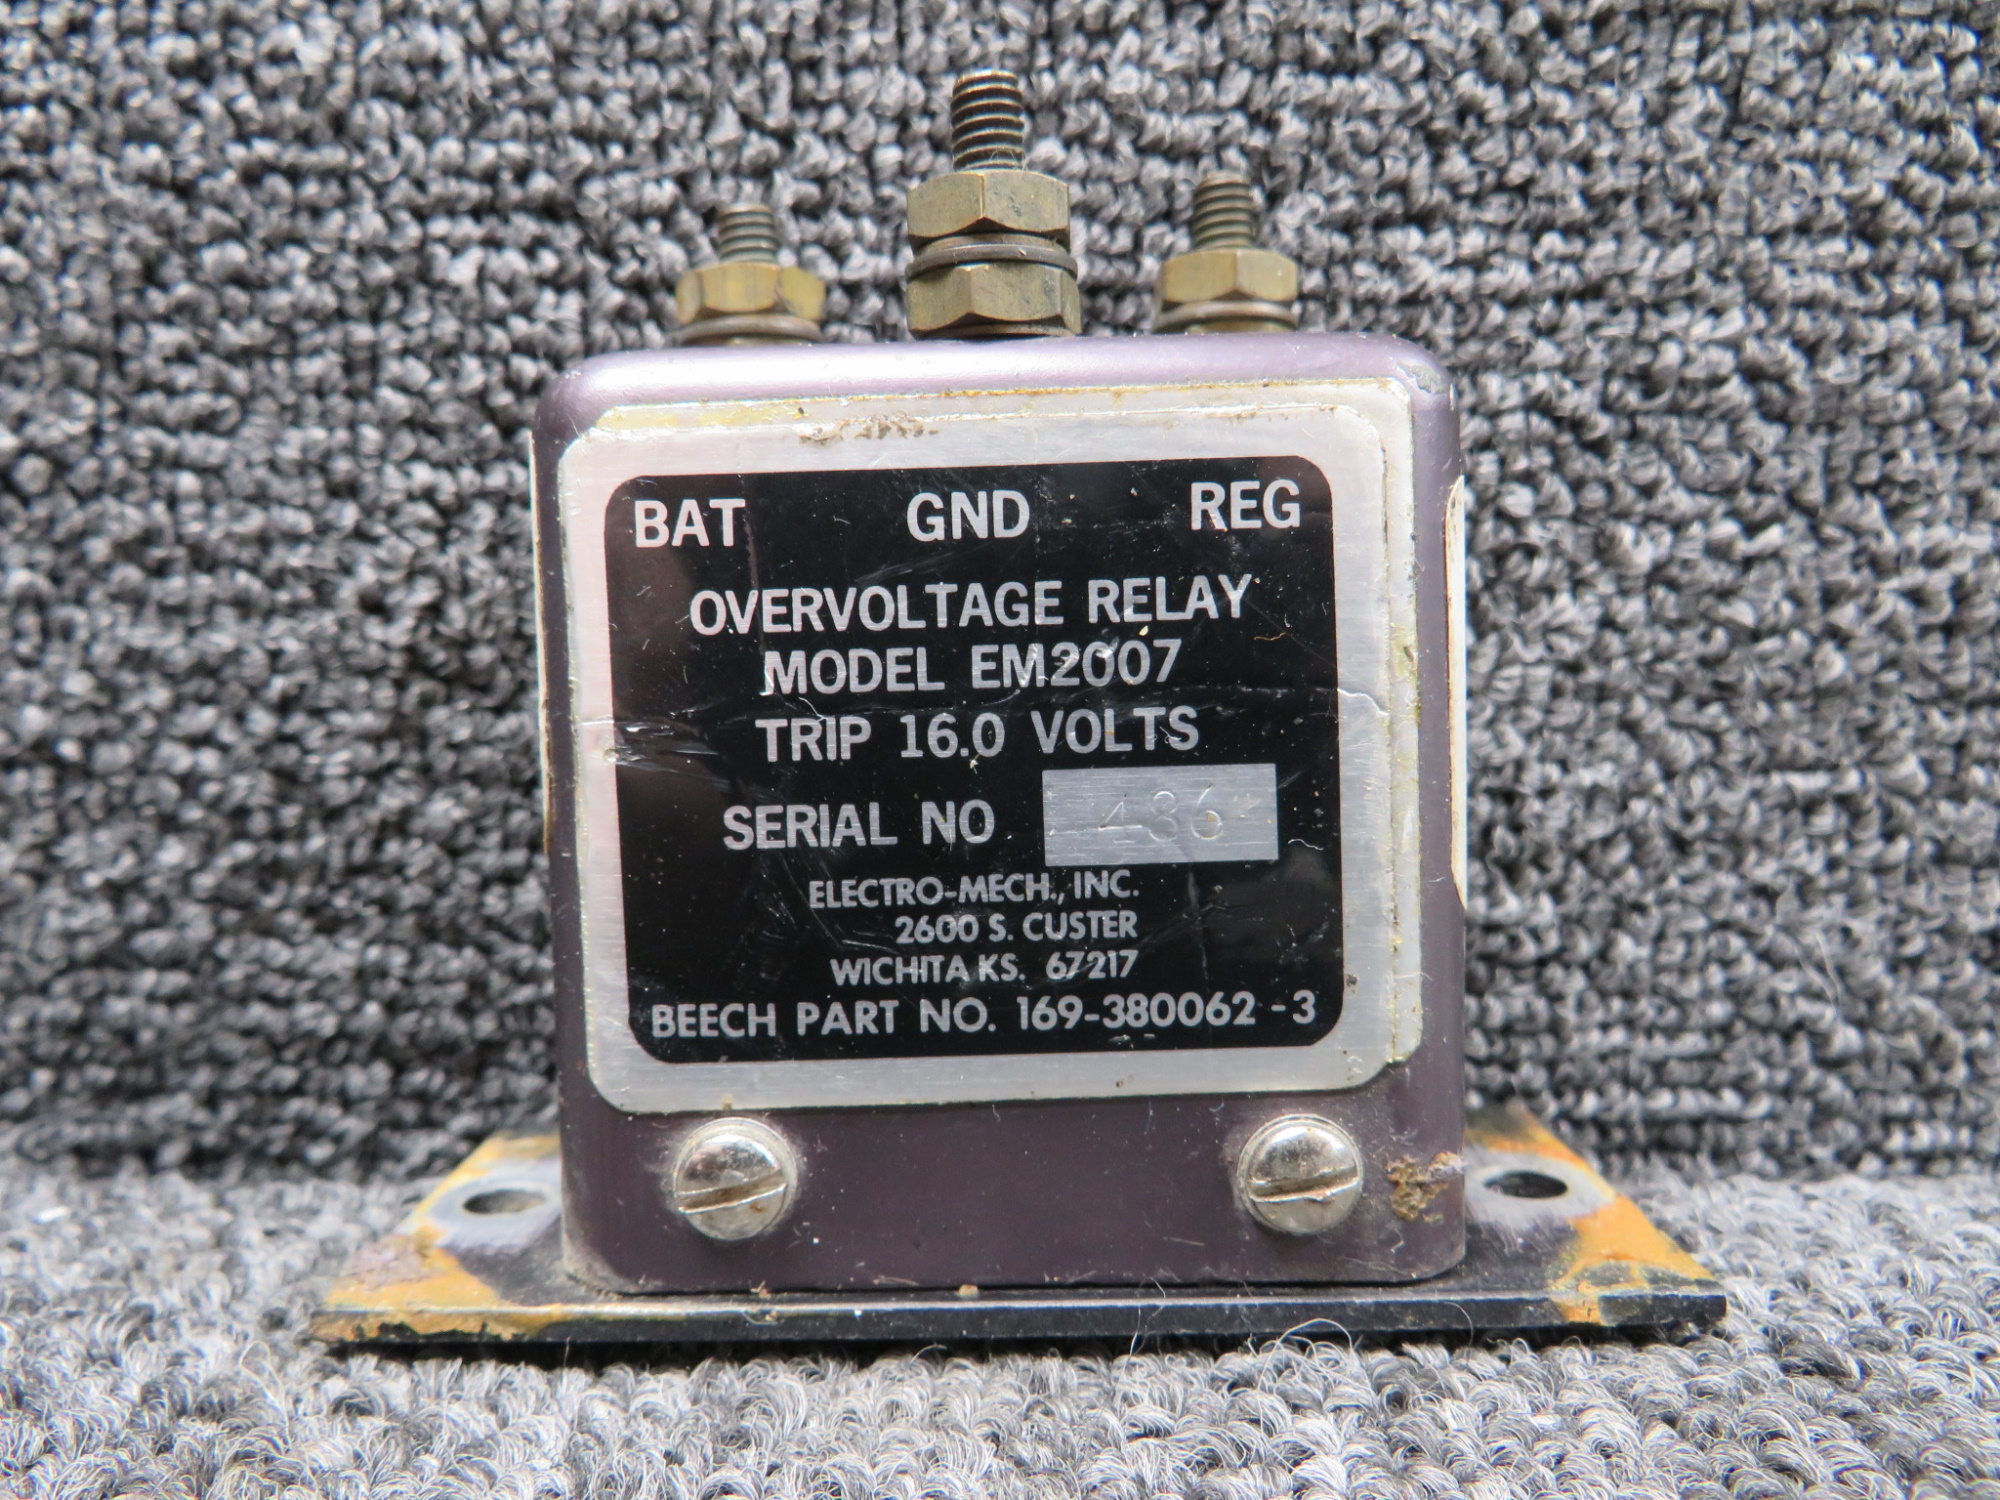 BAT GND REG
OVERVOLTAGE RELAY
MODEL EM2007
TRIP 16.0 VOLTS
SERIAL NO 486
ELECTRO-MECH., INC.
2600 S. CUSTER
WICHITA KS. 67217
BEECH PART NO. 169-380062-3